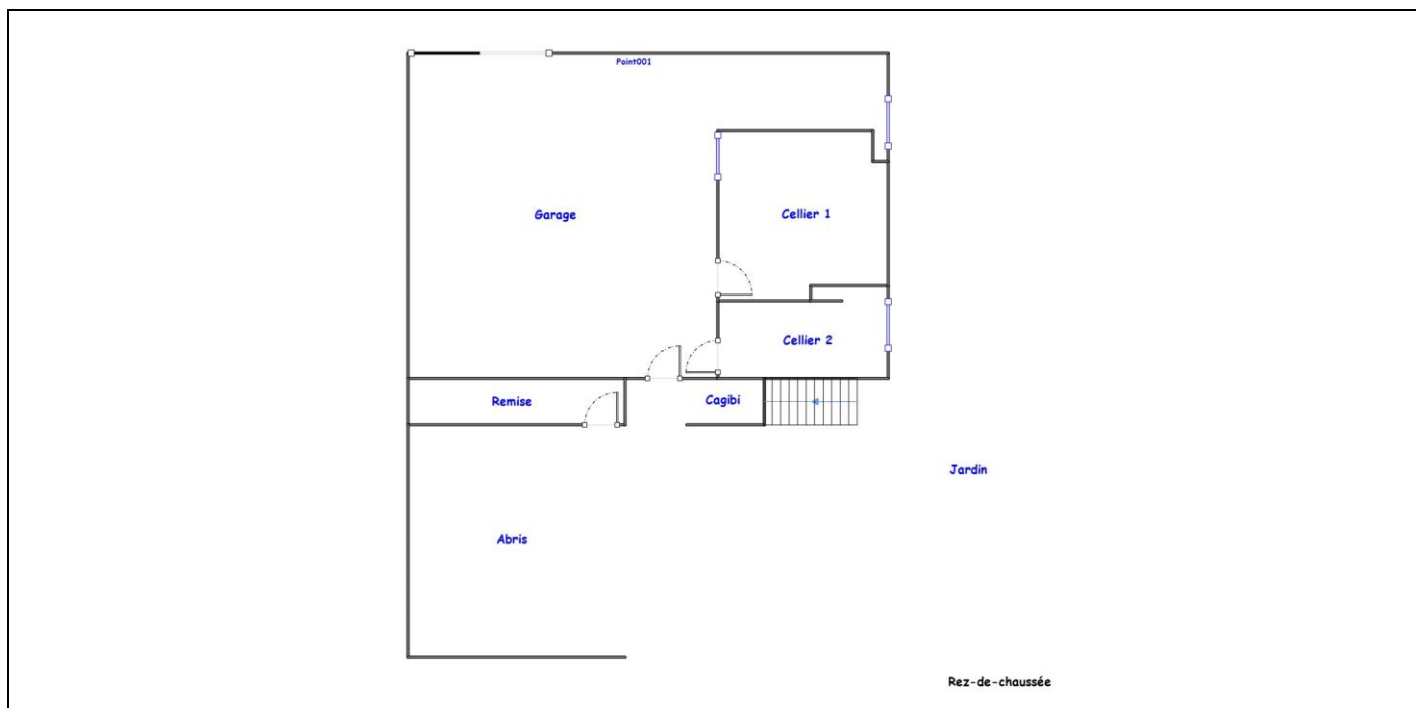 Point001
Garage
Cellier 1
Cellier 2
Remise
Cagibi
Jardin
Abris
Rez-de-chaussée